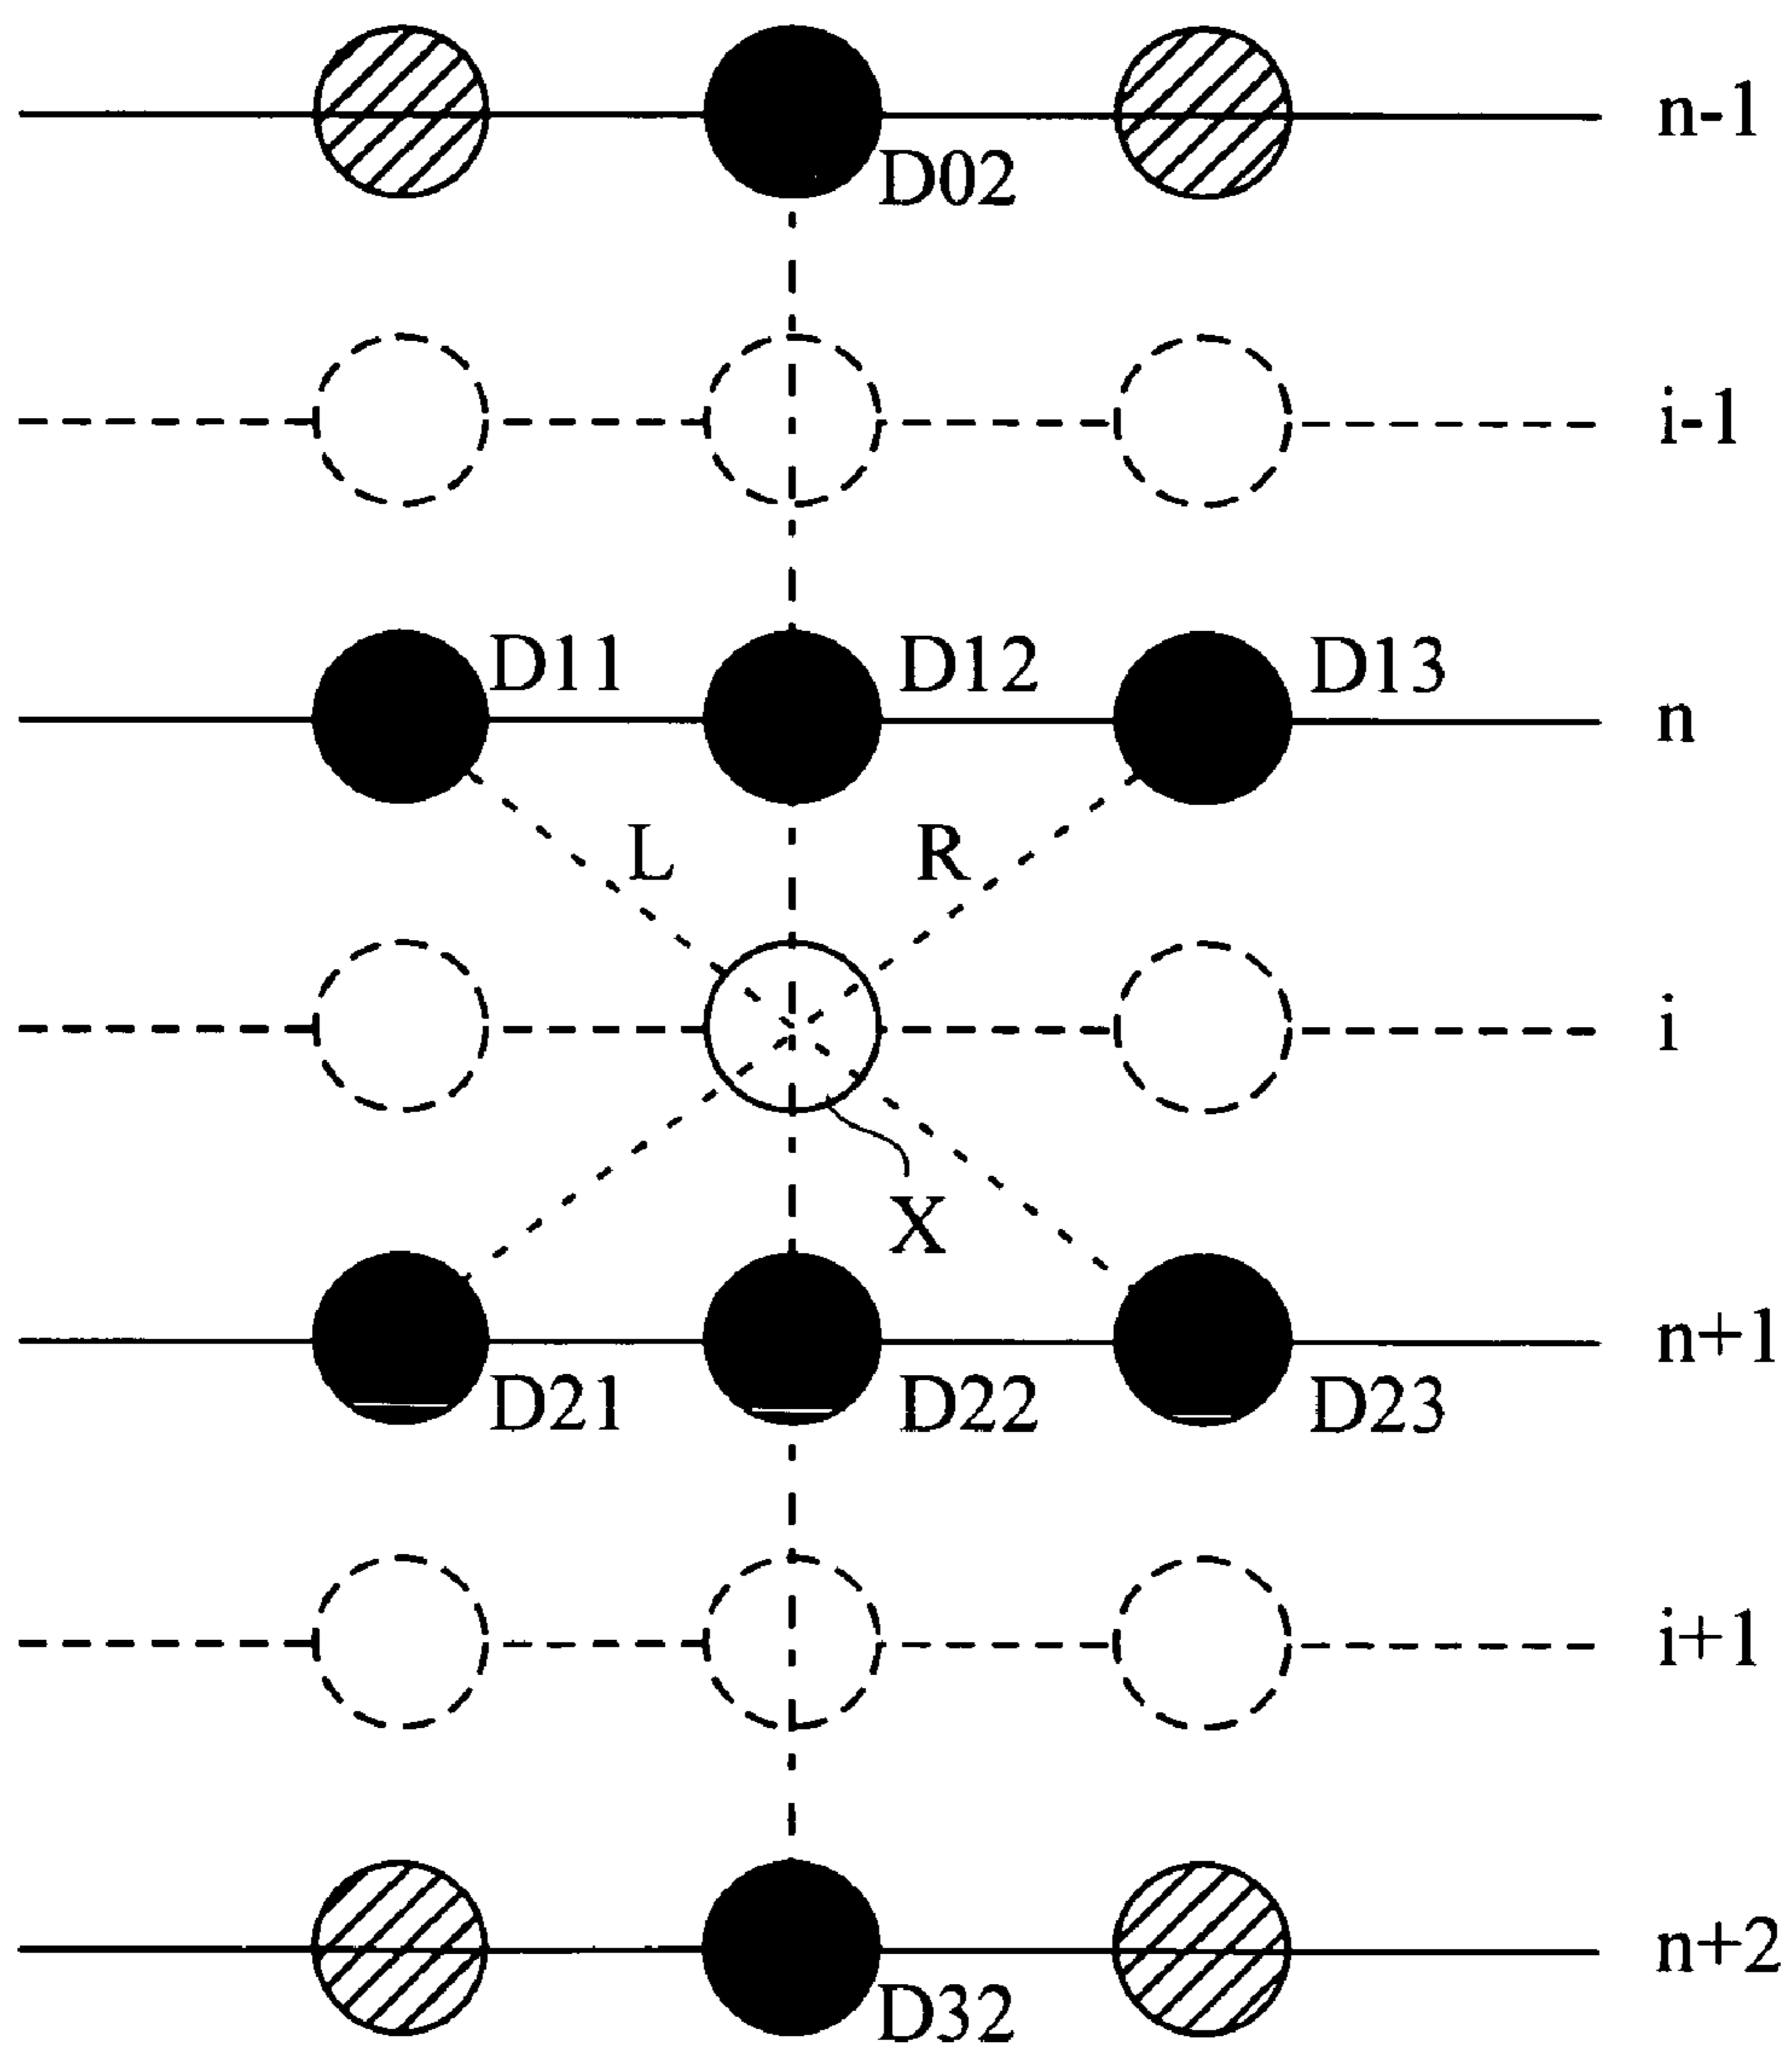 n-1
D02
i-1
D11 D12 D13
n
L R
i
X
n+1
D21 D22 D23
i+1
n+2
D32